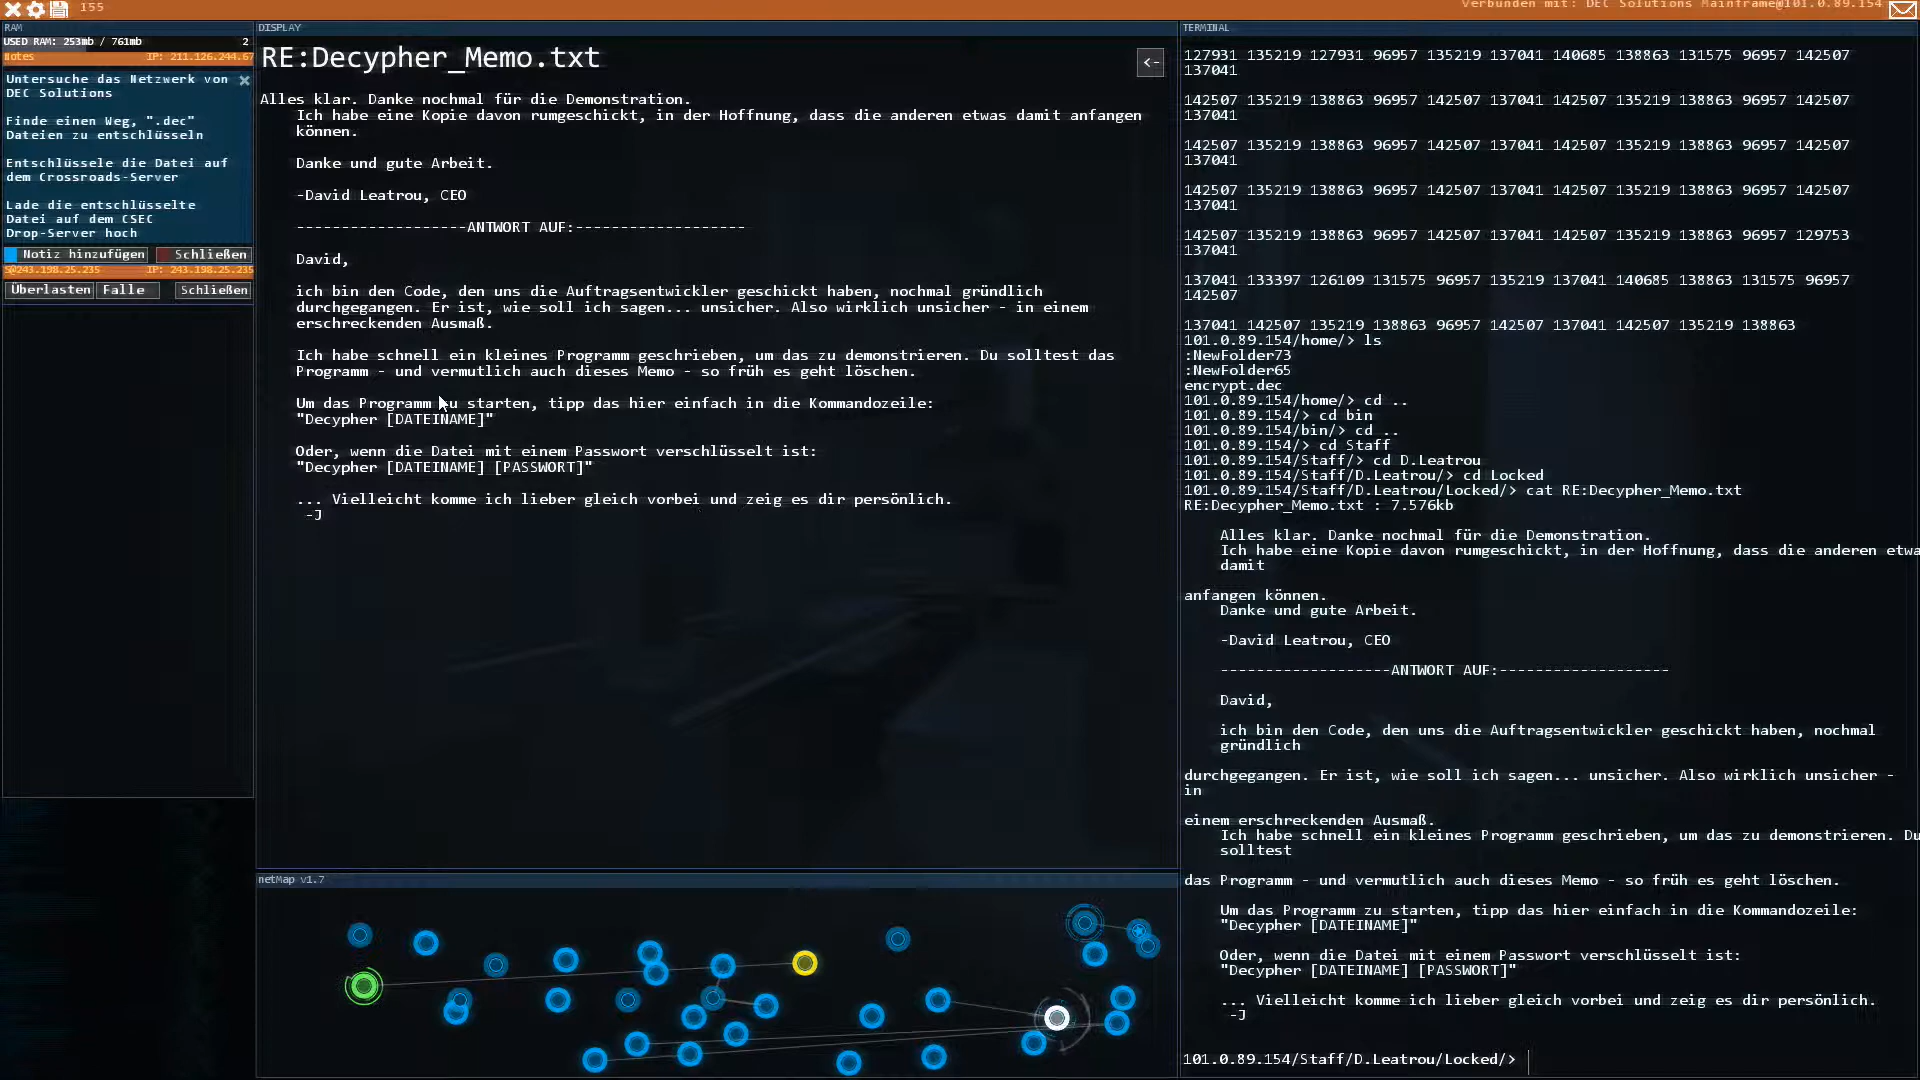 155
Verbunden mit: DEC Solutions Mainframe@101.0.89.154
RAM
USED RAM: 253mb / 761mb 2
Notes IP: 211.126.244.67
Untersuche das Netzwerk von
DEC Solutions
Finde einen Weg, ".dec"
Dateien zu entschlüsseln
Entschlüssele die Datei auf
dem Crossroads-Server
Lade die entschlüsselte
Datei auf dem CSEC
Drop-Server hoch
Notiz hinzufügen Schließen
S@243.198.25.235 IP: 243.198.25.235
Überlasten Falle Schließen
DISPLAY
RE:Decypher_Memo.txt
<-
Alles klar. Danke nochmal für die Demonstration.
Ich habe eine Kopie davon rumgeschickt, in der Hoffnung, dass die anderen etwas damit anfangen
können.
Danke und gute Arbeit.
-David Leatrou, CEO
-------------------ANTWORT AUF:-------------------
David,
ich bin den Code, den uns die Auftragsentwickler geschickt haben, nochmal gründlich
durchgegangen. Er ist, wie soll ich sagen... unsicher. Also wirklich unsicher - in einem
erschreckenden Ausmaß.
Ich habe schnell ein kleines Programm geschrieben, um das zu demonstrieren. Du solltest das
Programm - und vermutlich auch dieses Memo - so früh es geht löschen.
Um das Programm zu starten, tipp das hier einfach in die Kommandozeile:
"Decypher [DATEINAME]"
Oder, wenn die Datei mit einem Passwort verschlüsselt ist:
"Decypher [DATEINAME] [PASSWORT]"
... Vielleicht komme ich lieber gleich vorbei und zeig es dir persönlich.
-J
netMap v1.7
TERMINAL
127931 135219 127931 96957 135219 137041 140685 138863 131575 96957 142507
137041
142507 135219 138863 96957 142507 137041 142507 135219 138863 96957 142507
137041
142507 135219 138863 96957 142507 137041 142507 135219 138863 96957 142507
137041
142507 135219 138863 96957 142507 137041 142507 135219 138863 96957 142507
137041
142507 135219 138863 96957 142507 137041 142507 135219 138863 96957 129753
137041
137041 133397 126109 131575 96957 135219 137041 140685 138863 131575 96957
142507
137041 142507 135219 138863 96957 142507 137041 142507 135219 138863
101.0.89.154/home/> ls
:NewFolder73
:NewFolder65
encrypt.dec
101.0.89.154/home/> cd ..
101.0.89.154/> cd bin
101.0.89.154/bin/> cd ..
101.0.89.154/> cd Staff
101.0.89.154/Staff/> cd D.Leatrou
101.0.89.154/Staff/D.Leatrou/> cd Locked
101.0.89.154/Staff/D.Leatrou/Locked/> cat RE:Decypher_Memo.txt
RE:Decypher_Memo.txt : 7.576kb
Alles klar. Danke nochmal für die Demonstration.
Ich habe eine Kopie davon rumgeschickt, in der Hoffnung, dass die anderen etwa
damit
anfangen können.
Danke und gute Arbeit.
-David Leatrou, CEO
-------------------ANTWORT AUF:-------------------
David,
ich bin den Code, den uns die Auftragsentwickler geschickt haben, nochmal
gründlich
durchgegangen. Er ist, wie soll ich sagen... unsicher. Also wirklich unsicher -
in
einem erschreckenden Ausmaß.
Ich habe schnell ein kleines Programm geschrieben, um das zu demonstrieren. Du
solltest
das Programm - und vermutlich auch dieses Memo - so früh es geht löschen.
Um das Programm zu starten, tipp das hier einfach in die Kommandozeile:
"Decypher [DATEINAME]"
Oder, wenn die Datei mit einem Passwort verschlüsselt ist:
"Decypher [DATEINAME] [PASSWORT]"
... Vielleicht komme ich lieber gleich vorbei und zeig es dir persönlich.
-J
101.0.89.154/Staff/D.Leatrou/Locked/>